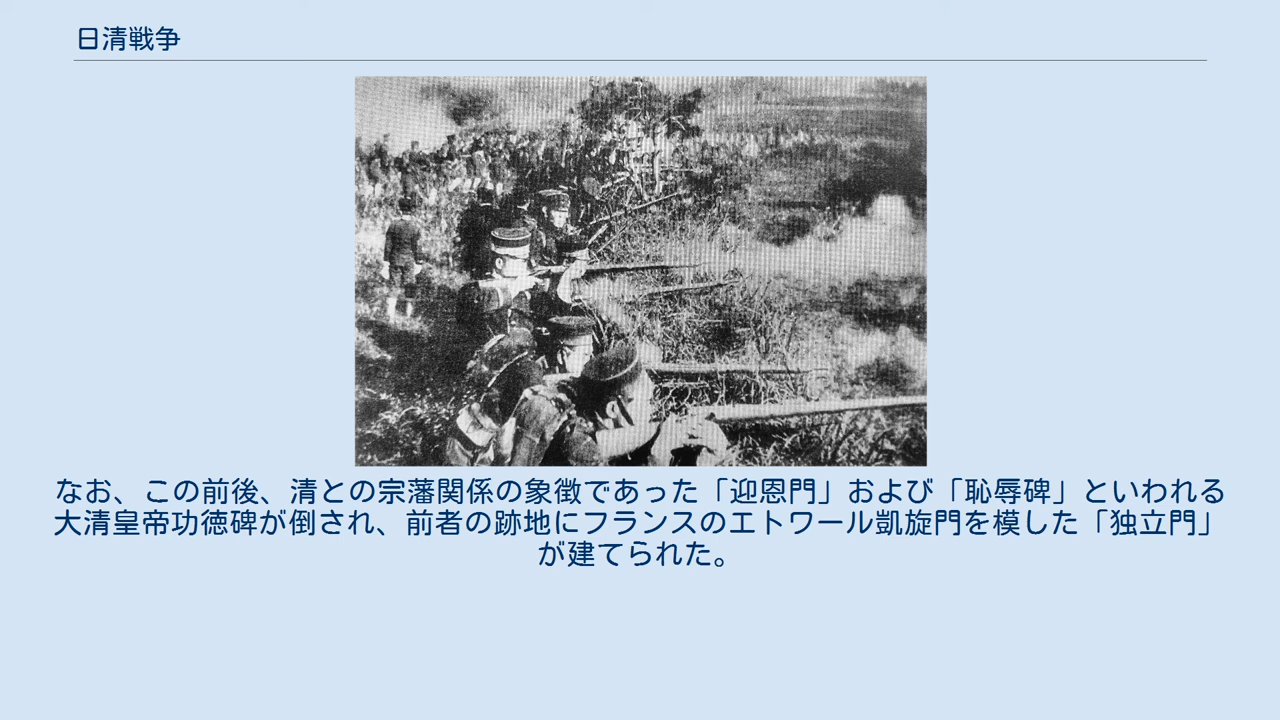 日清戦争
なお、この前後、清との宗藩関係の象徴であった「迎恩門」および「恥辱碑」といわれる
大清皇帝功徳碑が倒され、前者の跡地にフランスのエトワール凱旋門を模した「独立門」
が建てられた。